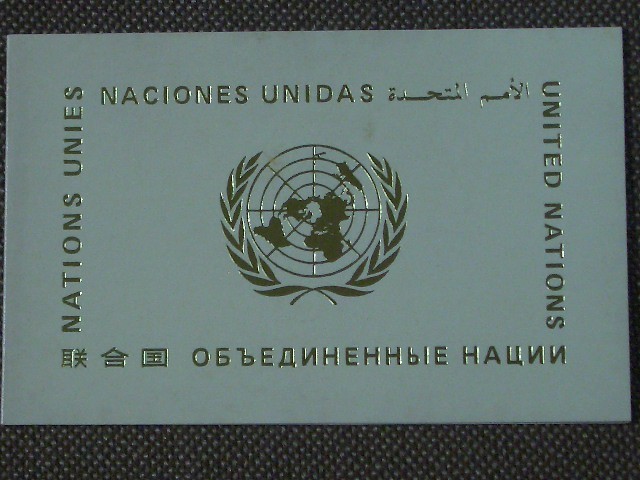 NACIONES UNIDAS الأمم المتحدة
NATIONS UNIES
UNITED NATIONS
联合国 ОБЪЕДИНЕННЫЕ НАЦИИ